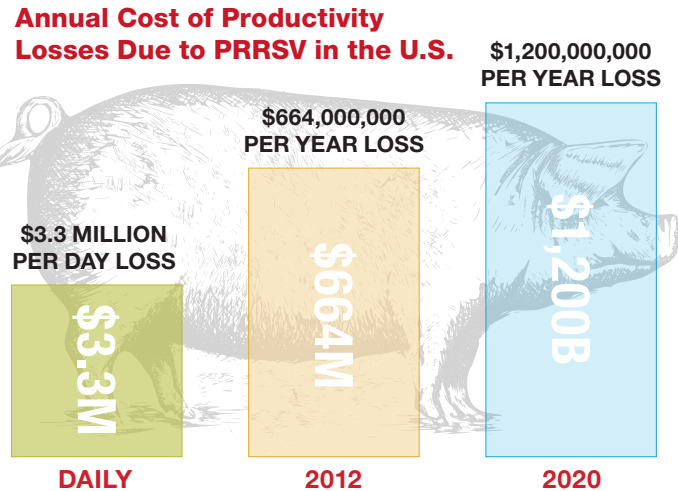 Annual Cost of Productivity
Losses Due to PRRSV in the U.S.
$1,200,000,000
PER YEAR LOSS
$664,000,000
PER YEAR LOSS
$3.3 MILLION
PER DAY LOSS
$3.3M
$664M
$1,200B
DAILY
2012
2020